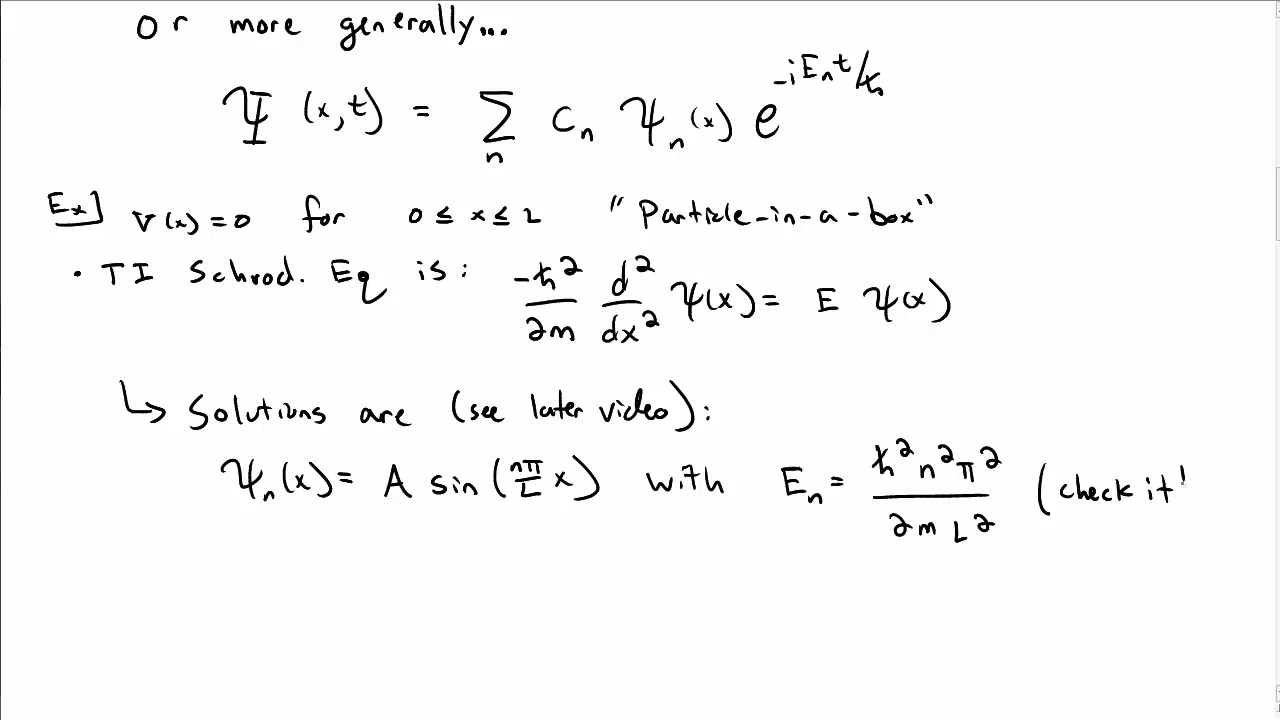 Or more generally...
Ψ(x,t) = Σ_n c_n ψ_n(x) e^{-iE_n t/ħ}
Ex] V(x)=0 for 0 ≤ x ≤ L "Particle-in-a-box"
• TI Schrod. Eq is: -ħ²/2m d²/dx² ψ(x) = E ψ(x)
↳ Solutions are (see later video):
ψ_n(x) = A sin(nπ/L x) with E_n = ħ²n²π²/2mL² (check it!